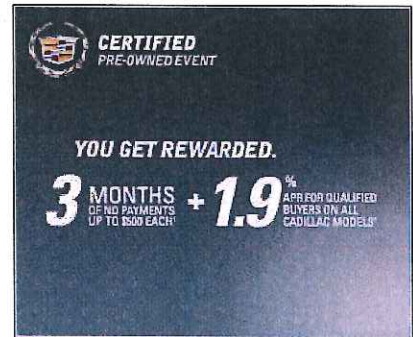 CERTIFIED
PRE-OWNED EVENT
YOU GET REWARDED.
3 MONTHS
OF NO PAYMENTS
UP TO $500 EACH¹
+ 1.9%
APR FOR QUALIFIED
BUYERS ON ALL
CADILLAC MODELS²